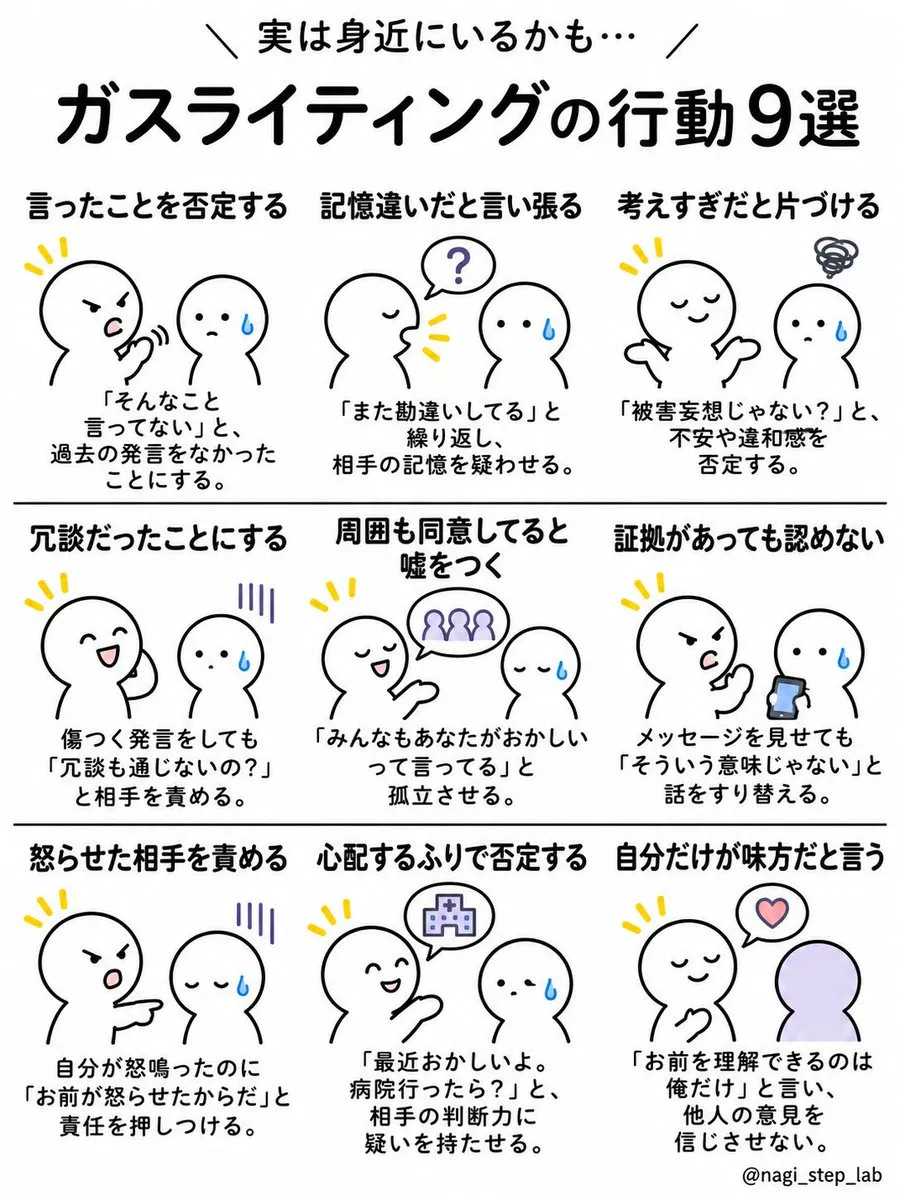 実は身近にいるかも…
ガスライティングの行動9選
言ったことを否定する
「そんなこと
言ってない」と、
過去の発言をなかった
ことにする。
記憶違いだと言い張る
?
「また勘違いしてる」と
繰り返し、
相手の記憶を疑わせる。
考えすぎだと片づける
「被害妄想じゃない?」と、
不安や違和感を
否定する。
冗談だったことにする
傷つく発言をしても
「冗談も通じないの?」
と相手を責める。
周囲も同意してると
嘘をつく
「みんなもあなたがおかしい
って言ってる」と
孤立させる。
証拠があっても認めない
メッセージを見せても
「そういう意味じゃない」と
話をすり替える。
怒らせた相手を責める
自分が怒鳴ったのに
「お前が怒らせたからだ」と
責任を押しつける。
心配するふりで否定する
「最近おかしいよ。
病院行ったら?」と、
相手の判断力に
疑いを持たせる。
自分だけが味方だと言う
「お前を理解できるのは
俺だけ」と言い、
他人の意見を
信じさせない。
@nagi_step_lab